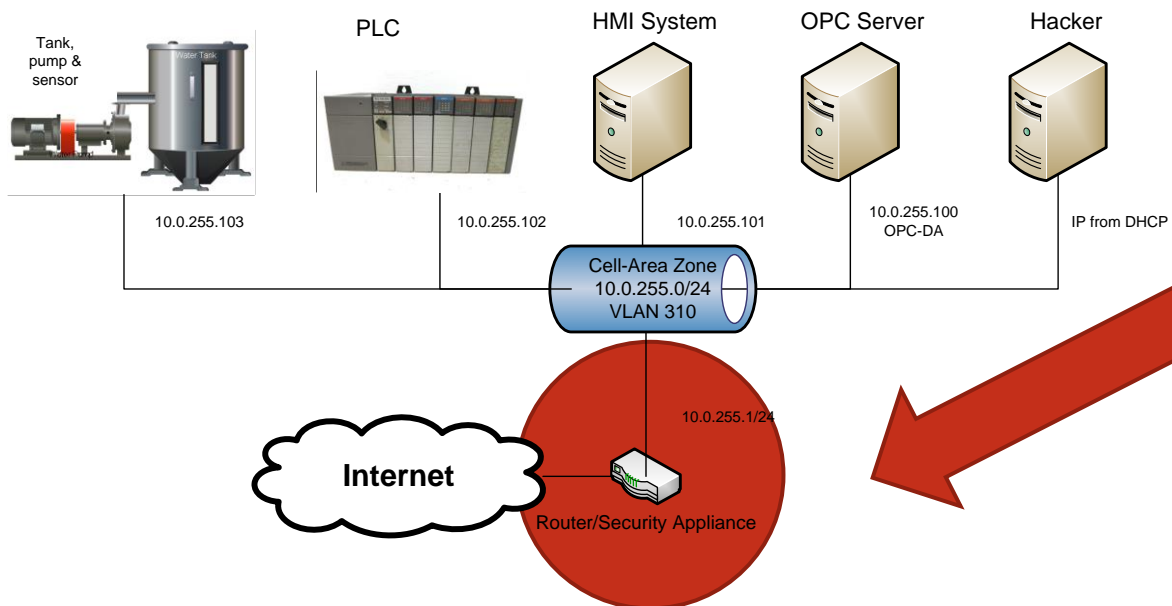 Tank,
pump &
sensor
Water Tank
PLC
HMI System
OPC Server
Hacker
10.0.255.103
10.0.255.102
10.0.255.101
10.0.255.100
OPC-DA
IP from DHCP
Cell-Area Zone
10.0.255.0/24
VLAN 310
10.0.255.1/24
Internet
Router/Security Appliance